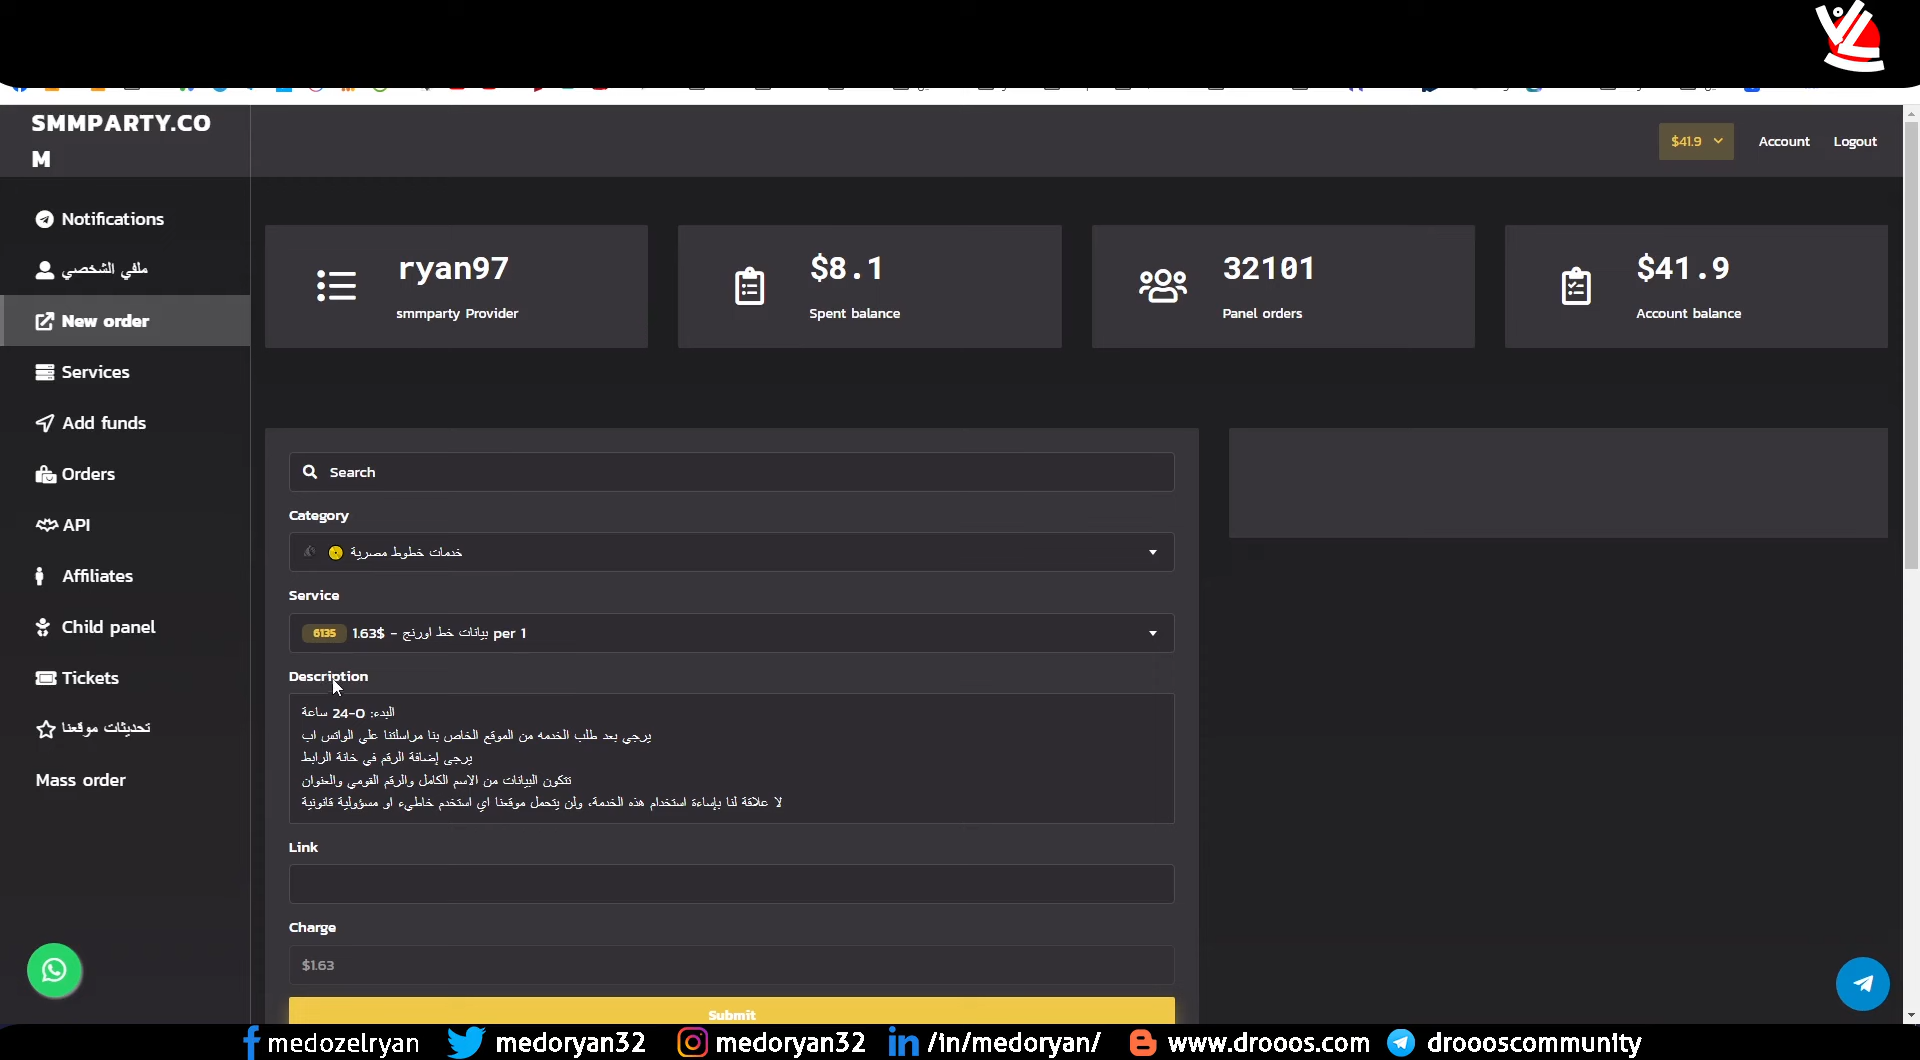 SMMPARTY.CO
M
$41.9
Account
Logout
Notifications
ملفي الشخصي
New order
Services
Add funds
Orders
API
Affiliates
Child panel
Tickets
تحديثات موقعنا
Mass order
ryan97
smmparty Provider
$8.1
Spent balance
32101
Panel orders
$41.9
Account balance
Search
Category
خدمات خطوط مصرية
Service
6135 1.63$ - بيانات خط اورنج per 1
Description
البدء: 0-24 ساعة
يرجي بعد طلب الخدمه من الموقع الخاص بنا مراسلتنا علي الواتس اب
يرجى إضافة الرقم في خانة الرابط
تتكون البيانات من الاسم الكامل والرقم القومي والعنوان
لا علاقة لنا بإساءة استخدام هذه الخدمة، ولن يتحمل موقعنا اي استخدم خاطيء او مسؤولية قانونية
Link
Charge
$1.63
Submit
medozelryan
medoryan32
medoryan32
/in/medoryan/
www.drooos.com
droooscommunity